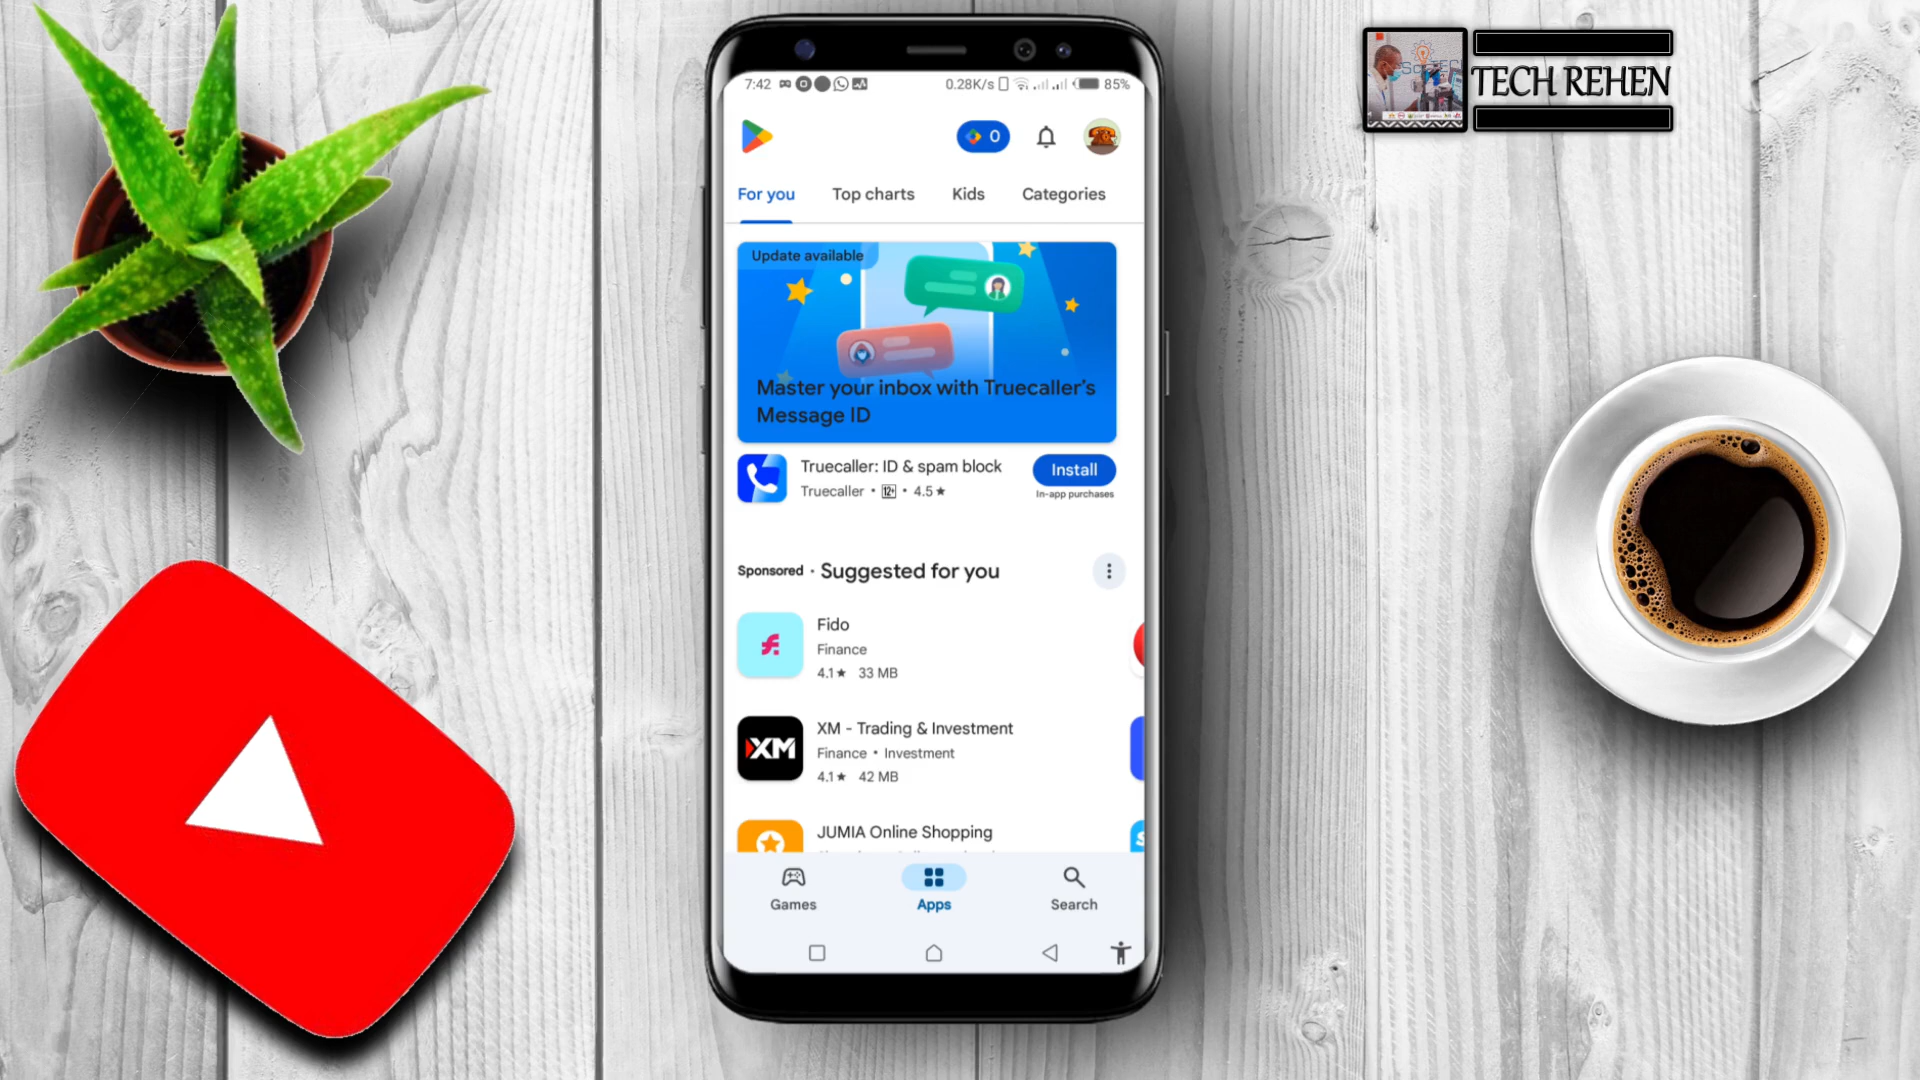 TECH REHEN
7:42
0.28K/s
85%
0
For you
Top charts
Kids
Categories
Update available
Master your inbox with Truecaller's
Message ID
Truecaller: ID & spam block
Truecaller • 12+ • 4.5★
Install
In-app purchases
Sponsored · Suggested for you
Fido
Finance
4.1★ 33 MB
XM
XM - Trading & Investment
Finance • Investment
4.1★ 42 MB
JUMIA Online Shopping
Games
Apps
Search